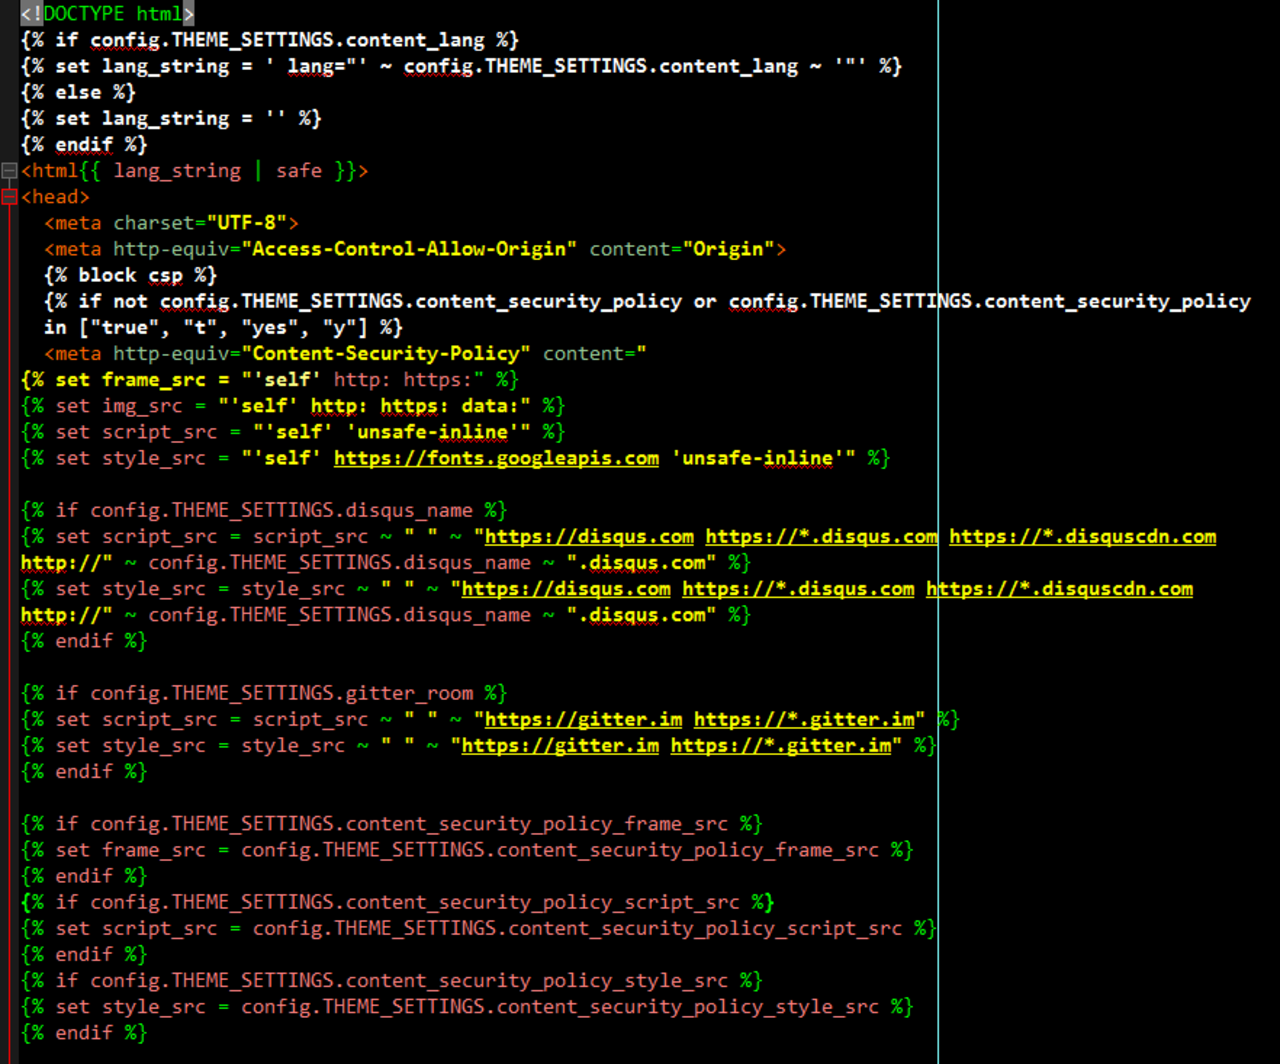 <!DOCTYPE html>
{% if config.THEME_SETTINGS.content_lang %}
{% set lang_string = ' lang="' ~ config.THEME_SETTINGS.content_lang ~ '"' %}
{% else %}
{% set lang_string = '' %}
{% endif %}
<html{{ lang_string | safe }}>
<head>
  <meta charset="UTF-8">
  <meta http-equiv="Access-Control-Allow-Origin" content="Origin">
  {% block csp %}
  {% if not config.THEME_SETTINGS.content_security_policy or config.THEME_SETTINGS.content_security_policy
  in ["true", "t", "yes", "y"] %}
  <meta http-equiv="Content-Security-Policy" content="
{% set frame_src = "'self' http: https:" %}
{% set img_src = "'self' http: https: data:" %}
{% set script_src = "'self' 'unsafe-inline'" %}
{% set style_src = "'self' https://fonts.googleapis.com 'unsafe-inline'" %}

{% if config.THEME_SETTINGS.disqus_name %}
{% set script_src = script_src ~ " " ~ "https://disqus.com https://*.disqus.com https://*.disquscdn.com
http://" ~ config.THEME_SETTINGS.disqus_name ~ ".disqus.com" %}
{% set style_src = style_src ~ " " ~ "https://disqus.com https://*.disqus.com https://*.disquscdn.com
http://" ~ config.THEME_SETTINGS.disqus_name ~ ".disqus.com" %}
{% endif %}

{% if config.THEME_SETTINGS.gitter_room %}
{% set script_src = script_src ~ " " ~ "https://gitter.im https://*.gitter.im" %}
{% set style_src = style_src ~ " " ~ "https://gitter.im https://*.gitter.im" %}
{% endif %}

{% if config.THEME_SETTINGS.content_security_policy_frame_src %}
{% set frame_src = config.THEME_SETTINGS.content_security_policy_frame_src %}
{% endif %}
{% if config.THEME_SETTINGS.content_security_policy_script_src %}
{% set script_src = config.THEME_SETTINGS.content_security_policy_script_src %}
{% endif %}
{% if config.THEME_SETTINGS.content_security_policy_style_src %}
{% set style_src = config.THEME_SETTINGS.content_security_policy_style_src %}
{% endif %}